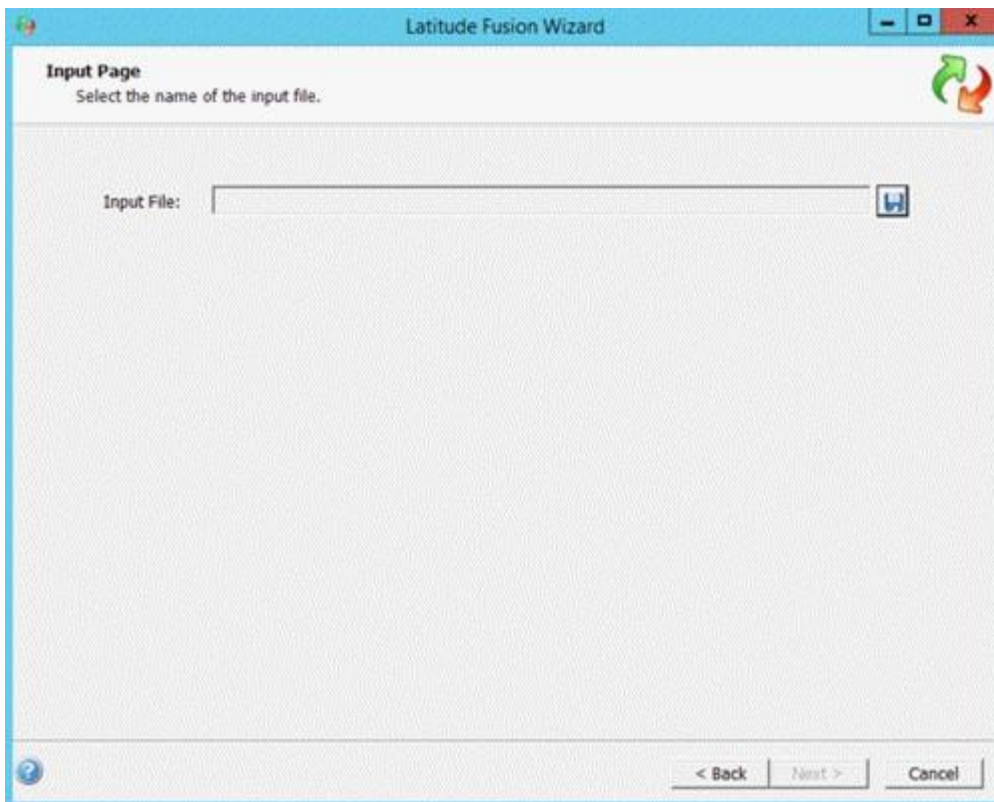 Latitude Fusion Wizard
Input Page
Select the name of the input file.
Input File:
< Back Next > Cancel